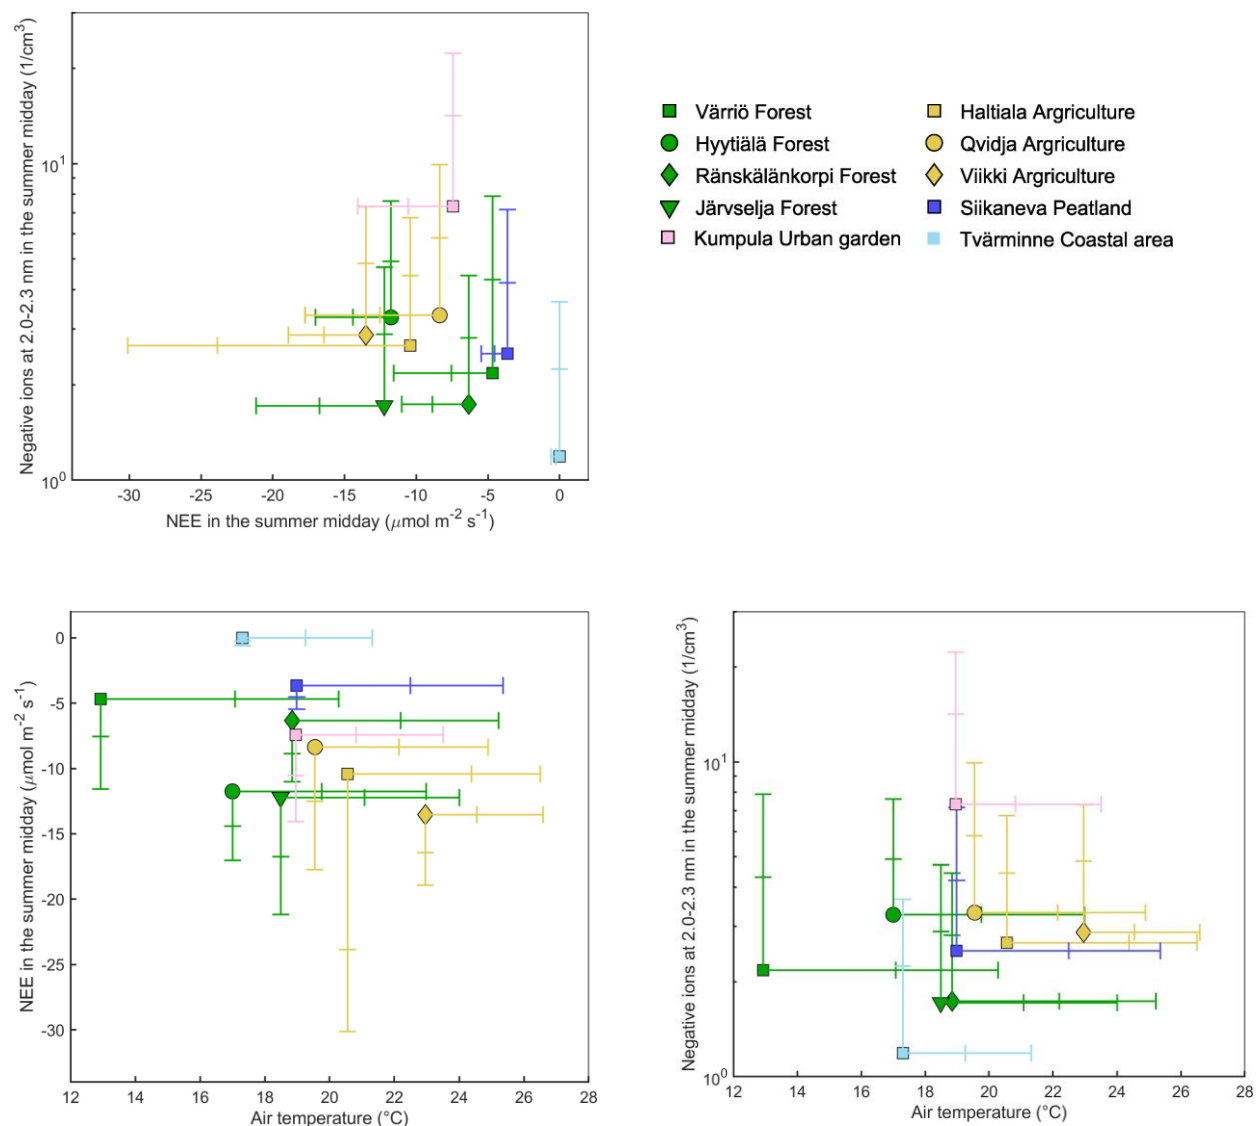 Negative ions at 2.0-2.3 nm in the summer midday (1/cm³)
10¹
10⁰
-30 -25 -20 -15 -10 -5 0
NEE in the summer midday (μmol m⁻² s⁻¹)
Värriö Forest
Hyytiälä Forest
Ränskälänkorpi Forest
Järvselja Forest
Kumpula Urban garden
Haltiala Argriculture
Qvidja Argriculture
Viikki Argriculture
Siikaneva Peatland
Tvärminne Coastal area
NEE in the summer midday (μmol m⁻² s⁻¹)
0
-5
-10
-15
-20
-25
-30
12 14 16 18 20 22 24 26 28
Air temperature (°C)
Negative ions at 2.0-2.3 nm in the summer midday (1/cm³)
10¹
10⁰
12 14 16 18 20 22 24 26 28
Air temperature (°C)